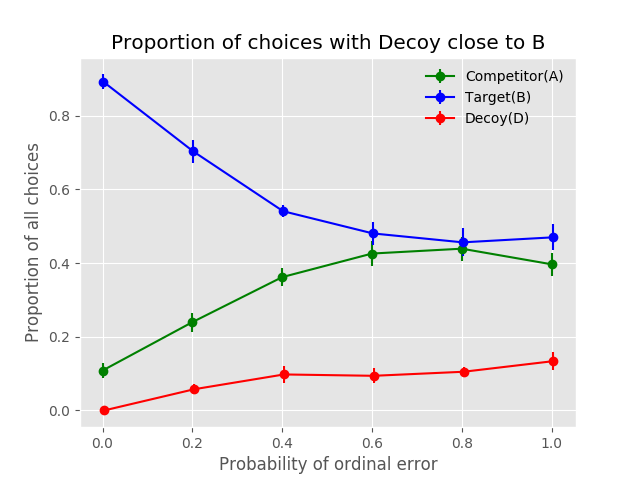 Proportion of choices with Decoy close to B
Competitor(A)
Target(B)
Decoy(D)
Proportion of all choices
0.8
0.6
0.4
0.2
0.0
0.0 0.2 0.4 0.6 0.8 1.0
Probability of ordinal error